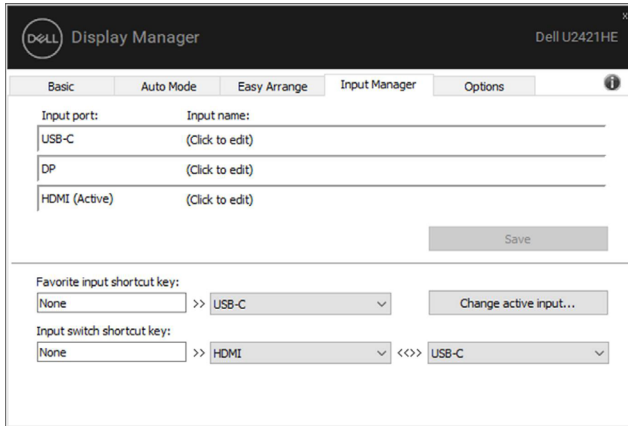 x
DELL Display Manager Dell U2421HE
Basic Auto Mode Easy Arrange Input Manager Options i
Input port: Input name:
USB-C (Click to edit)
DP (Click to edit)
HDMI (Active) (Click to edit)
Save
Favorite input shortcut key:
None >> USB-C Change active input...
Input switch shortcut key:
None >> HDMI <<>> USB-C